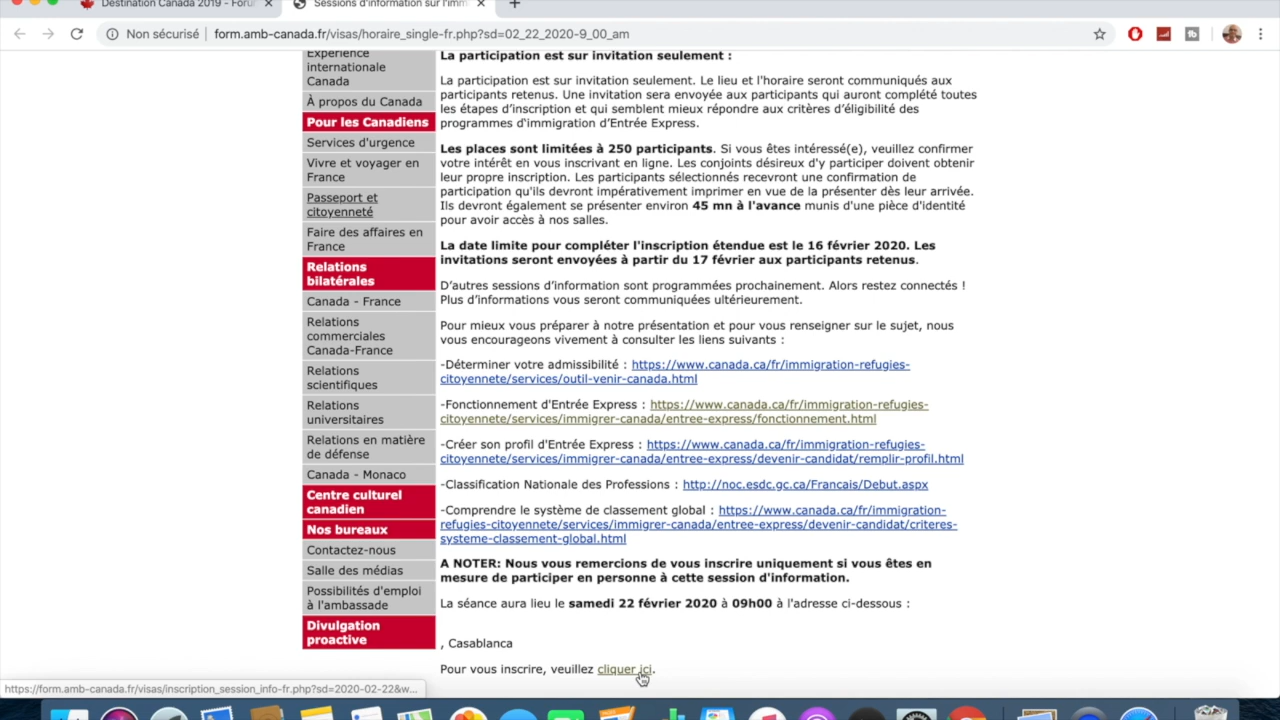 Destination Canada 2019 - Foru
Sessions d'information sur l'imm
Non sécurisé
form.amb-canada.fr/visas/horaire_single-fr.php?sd=02_22_2020-9_00_am
Expérience
internationale
Canada
À propos du Canada
Pour les Canadiens
Services d'urgence
Vivre et voyager en
France
Passeport et
citoyenneté
Faire des affaires en
France
Relations
bilatérales
Canada - France
Relations
commerciales
Canada-France
Relations
scientifiques
Relations
universitaires
Relations en matière
de défense
Canada - Monaco
Centre culturel
canadien
Nos bureaux
Contactez-nous
Salle des médias
Possibilités d'emploi
à l'ambassade
Divulgation
proactive
La participation est sur invitation seulement :
La participation est sur invitation seulement. Le lieu et l'horaire seront communiqués aux
participants retenus. Une invitation sera envoyée aux participants qui auront complété toutes
les étapes d'inscription et qui semblent mieux répondre aux critères d'éligibilité des
programmes d'immigration d'Entrée Express.
Les places sont limitées à 250 participants. Si vous êtes intéressé(e), veuillez confirmer
votre intérêt en vous inscrivant en ligne. Les conjoints désireux d'y participer doivent obtenir
leur propre inscription. Les participants sélectionnés recevront une confirmation de
participation qu'ils devront impérativement imprimer en vue de la présenter dès leur arrivée.
Ils devront également se présenter environ 45 mn à l'avance munis d'une pièce d'identité
pour avoir accès à nos salles.
La date limite pour compléter l'inscription étendue est le 16 février 2020. Les
invitations seront envoyées à partir du 17 février aux participants retenus.
D'autres sessions d'information sont programmées prochainement. Alors restez connectés !
Plus d'informations vous seront communiquées ultérieurement.
Pour mieux vous préparer à notre présentation et pour vous renseigner sur le sujet, nous
vous encourageons vivement à consulter les liens suivants :
-Déterminer votre admissibilité : https://www.canada.ca/fr/immigration-refugies-
citoyennete/services/outil-venir-canada.html
-Fonctionnement d'Entrée Express : https://www.canada.ca/fr/immigration-refugies-
citoyennete/services/immigrer-canada/entree-express/fonctionnement.html
-Créer son profil d'Entrée Express : https://www.canada.ca/fr/immigration-refugies-
citoyennete/services/immigrer-canada/entree-express/devenir-candidat/remplir-profil.html
-Classification Nationale des Professions : http://noc.esdc.gc.ca/Francais/Debut.aspx
-Comprendre le système de classement global : https://www.canada.ca/fr/immigration-
refugies-citoyennete/services/immigrer-canada/entree-express/devenir-candidat/criteres-
systeme-classement-global.html
A NOTER: Nous vous remercions de vous inscrire uniquement si vous êtes en
mesure de participer en personne à cette session d'information.
La séance aura lieu le samedi 22 février 2020 à 09h00 à l'adresse ci-dessous :
, Casablanca
Pour vous inscrire, veuillez cliquer ici.
https://form.amb-canada.fr/visas/inscription_session_info-fr.php?sd=2020-02-22&w...